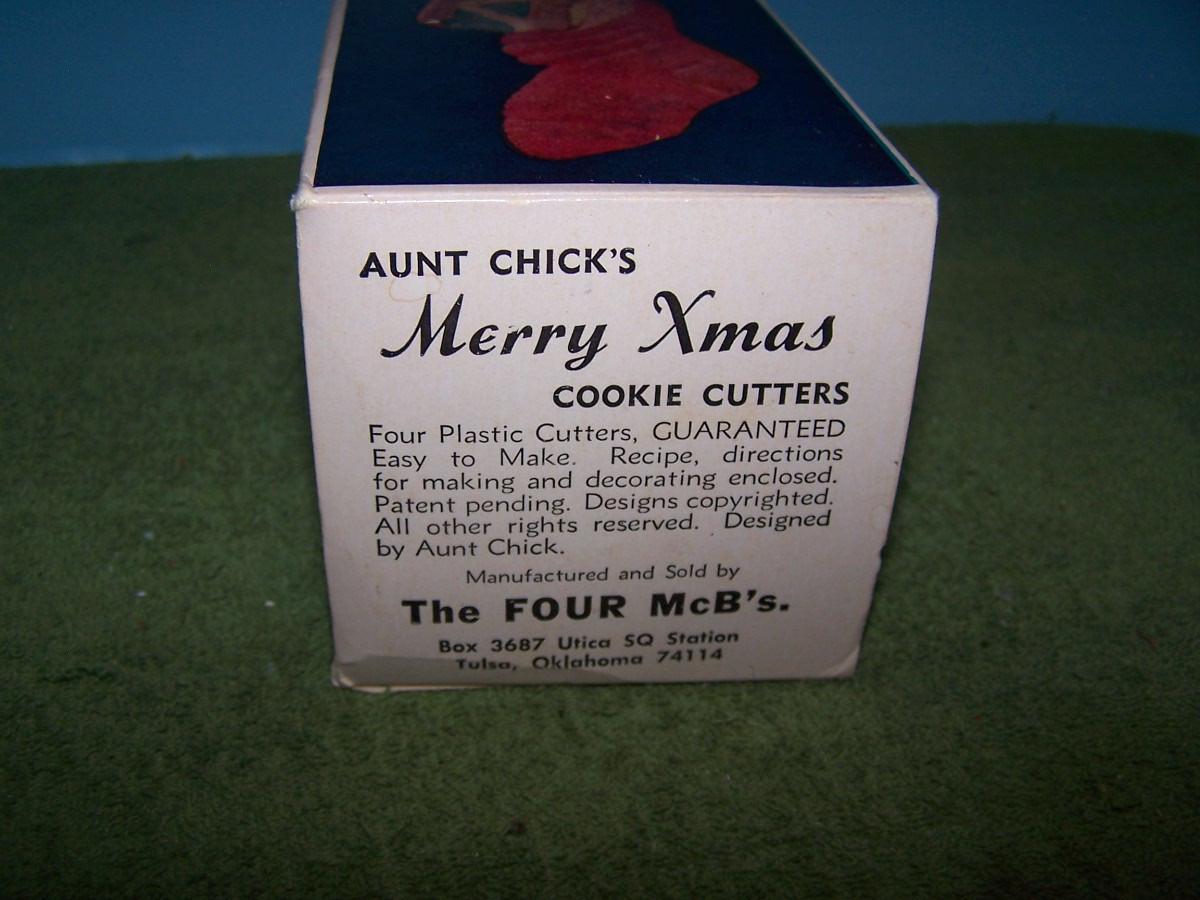 AUNT CHICK'S
Merry Xmas
COOKIE CUTTERS
Four Plastic Cutters, GUARANTEED
Easy to Make. Recipe, directions
for making and decorating enclosed.
Patent pending. Designs copyrighted.
All other rights reserved. Designed
by Aunt Chick.
Manufactured and Sold by
The FOUR McB's.
Box 3687 Utica SQ Station
Tulsa, Oklahoma 74114